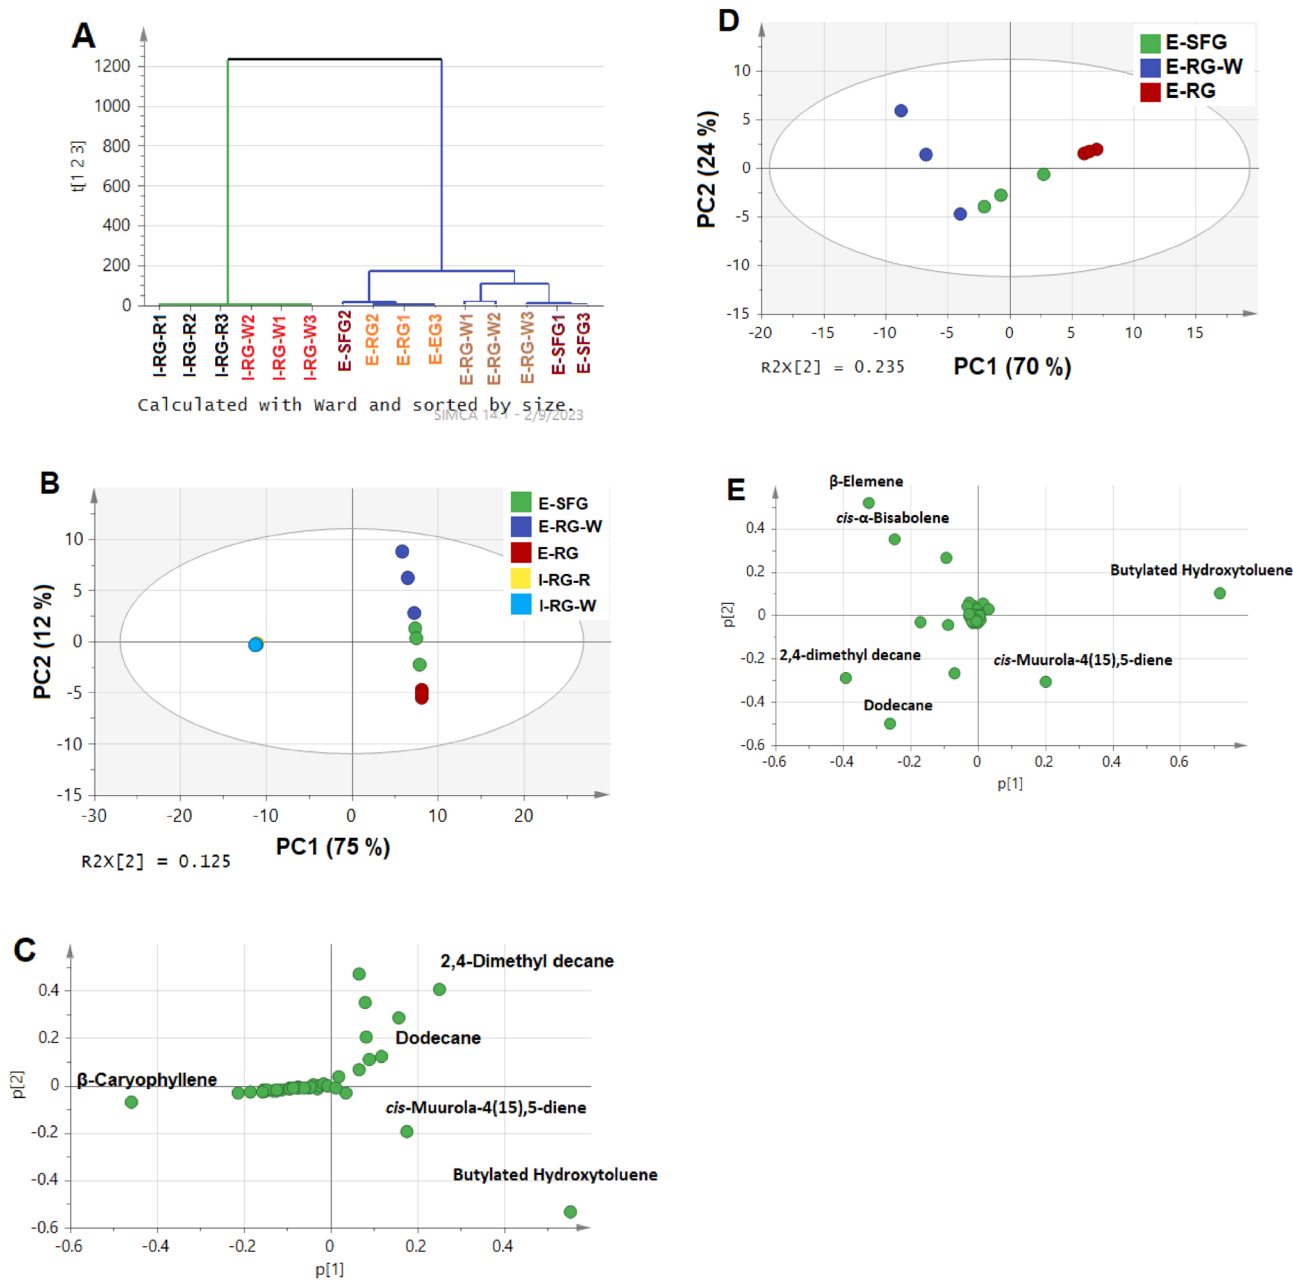 A
t[1 2 3]
1200
1000
800
600
400
200
0
I-RG-R1
I-RG-R2
I-RG-R3
I-RG-W2
I-RG-W1
I-RG-W3
E-SFG2
E-RG2
E-RG1
E-EG3
E-RG-W1
E-RG-W2
E-RG-W3
E-SFG1
E-SFG3
Calculated with Ward and sorted by size.
SIMCA 14.1 - 2/9/2023
D
E-SFG
E-RG-W
E-RG
PC2 (24 %)
10
5
0
-5
-10
-15
-20 -15 -10 -5 0 5 10 15
R2X[2] = 0.235
PC1 (70 %)
B
E-SFG
E-RG-W
E-RG
I-RG-R
I-RG-W
PC2 (12 %)
10
5
0
-5
-10
-15
-30 -20 -10 0 10 20
PC1 (75 %)
R2X[2] = 0.125
E
β-Elemene
cis-α-Bisabolene
Butylated Hydroxytoluene
2,4-dimethyl decane
cis-Muurola-4(15),5-diene
Dodecane
p[2]
0.4
0.2
0
-0.2
-0.4
-0.6
-0.6 -0.4 -0.2 0 0.2 0.4 0.6
p[1]
C
2,4-Dimethyl decane
Dodecane
β-Caryophyllene
cis-Muurola-4(15),5-diene
Butylated Hydroxytoluene
p[2]
0.4
0.2
0
-0.2
-0.4
-0.6
-0.6 -0.4 -0.2 0 0.2 0.4
p[1]